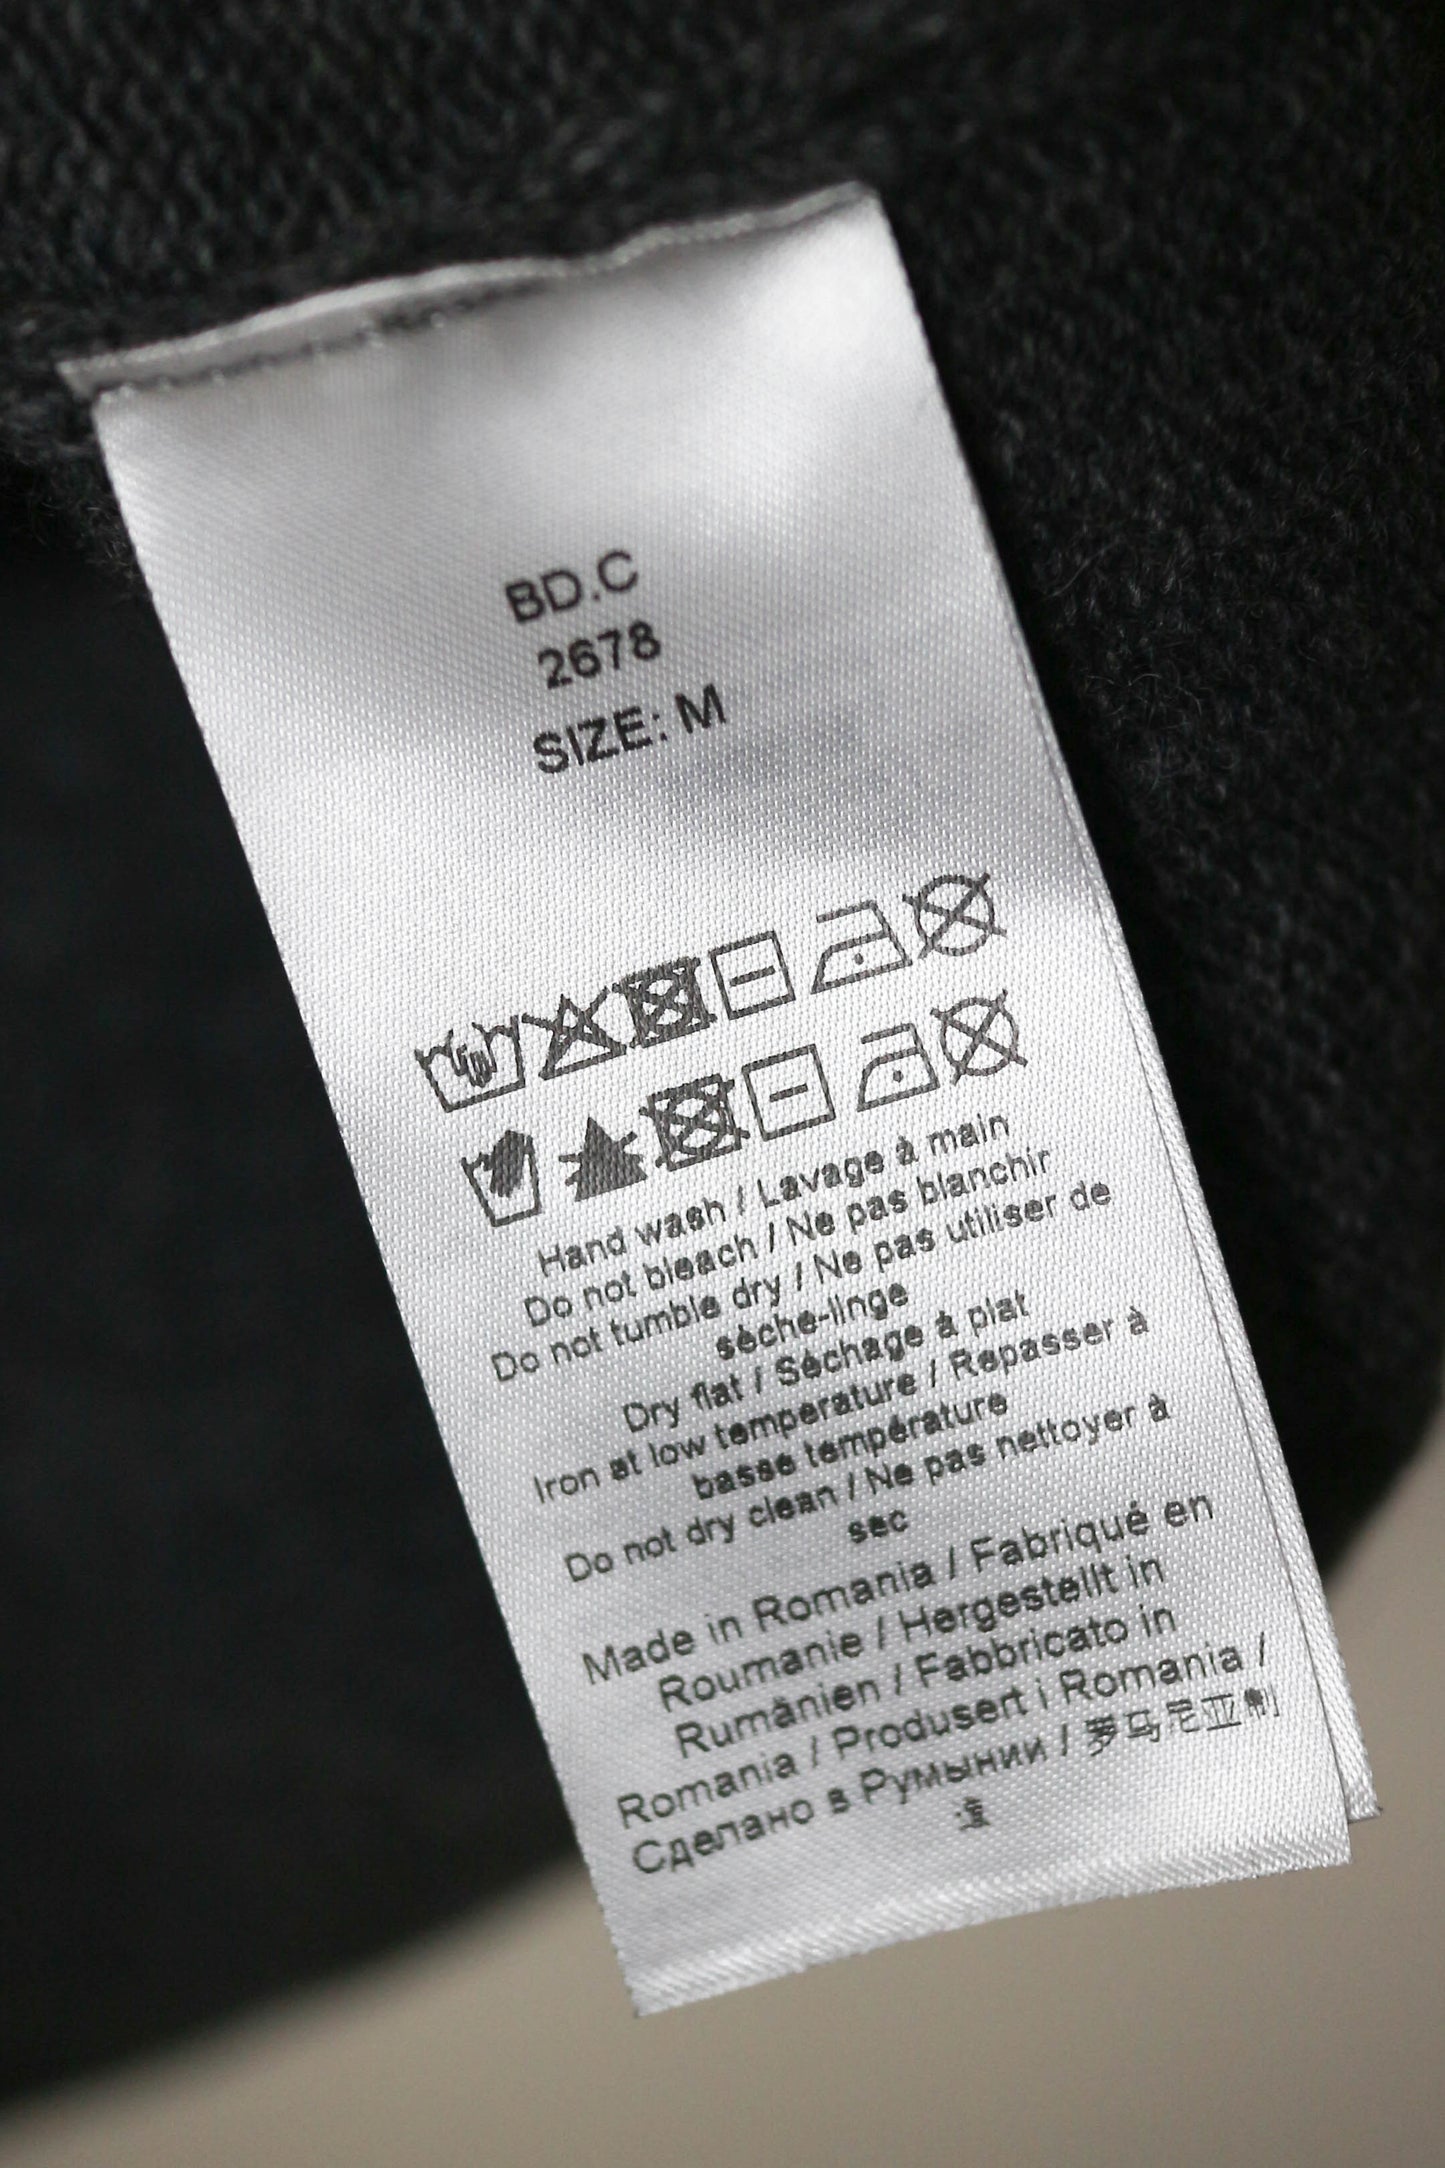 BD.C
2678
SIZE: M
Hand wash / Lavage à main
Do not bleach / Ne pas blanchir
Do not tumble dry / Ne pas utiliser de
sèche-linge
Dry flat / Séchage à plat
Iron at low temperature / Repasser à
basse température
Do not dry clean / Ne pas nettoyer à
sec
Made in Romania / Fabriqué en
Roumanie / Hergestellt in
Rumänien / Fabbricato in
Romania / Produsert i Romania /
Сделано в Румынии / 罗马尼亚制
造